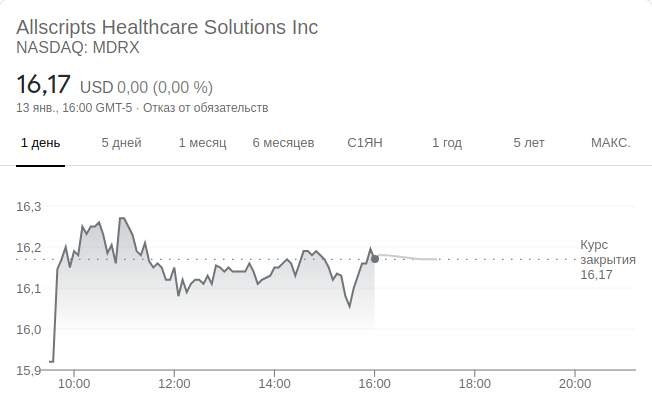 Allscripts Healthcare Solutions Inc
NASDAQ: MDRX
16,17 USD 0,00 (0,00 %)
13 янв., 16:00 GMT-5 · Отказ от обязательств
1 день 5 дней 1 месяц 6 месяцев С1ЯН 1 год 5 лет МАКС.
16,3
16,2
16,1
16,0
15,9
Курс
закрытия
16,17
10:00 12:00 14:00 16:00 18:00 20:00